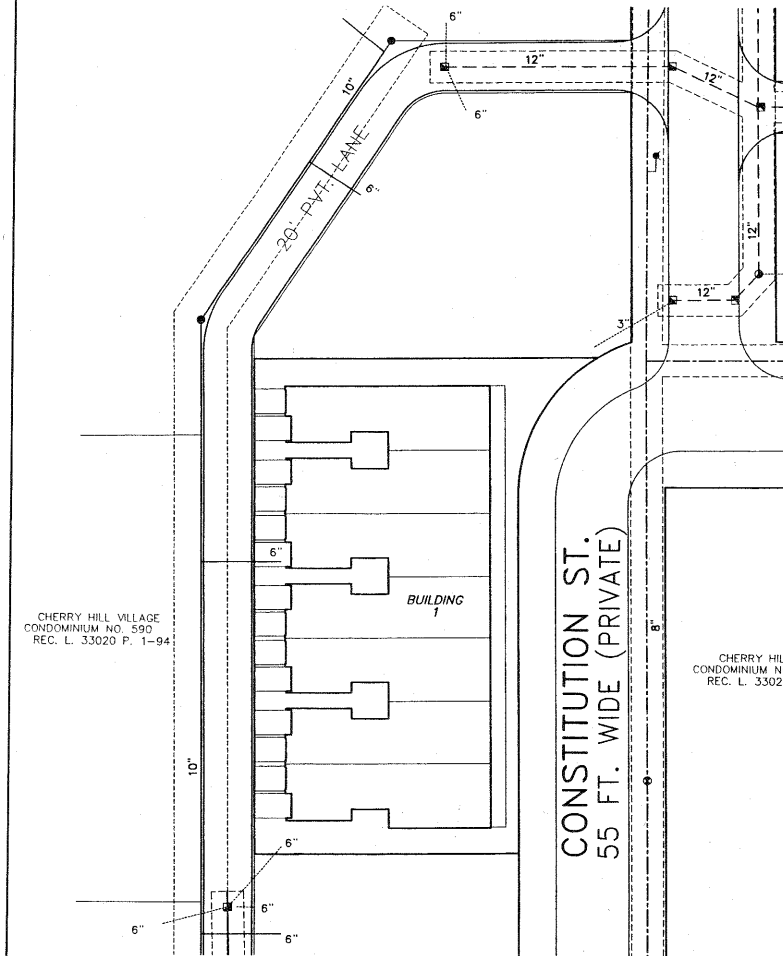 6"
12"
12"
10"
6"
20' PVT. LANE
6"
12"
12"
3"
6"
BUILDING
1
CONSTITUTION ST.
55 FT. WIDE (PRIVATE)
8"
CHERRY HILL VILLAGE
CONDOMINIUM NO. 590
REC. L. 33020 P. 1-94
CHERRY HIL
CONDOMINIUM N
REC. L. 3302
10"
6"
6"
6"
6"